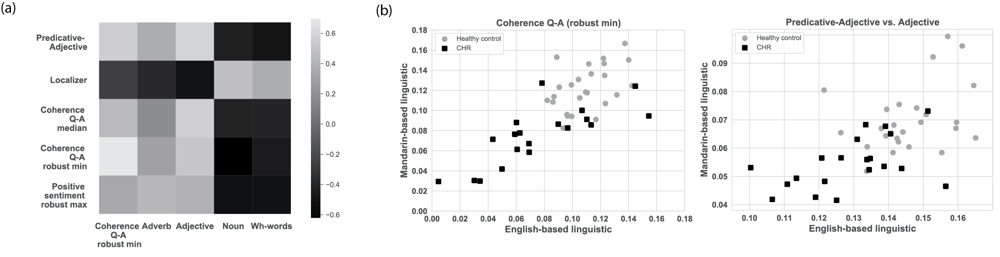 (a)
Predicative-
Adjective
Localizer
Coherence
Q-A
median
Coherence
Q-A
robust min
Positive
sentiment
robust max
Coherence
Q-A
robust min
Adverb
Adjective
Noun
Wh-words
0.6
0.4
0.2
0.0
−0.2
−0.4
−0.6
(b)
Coherence Q-A (robust min)
Healthy control
CHR
Mandarin-based linguistic
0.18
0.16
0.14
0.12
0.10
0.08
0.06
0.04
0.02
0.00
0.00 0.02 0.04 0.06 0.08 0.10 0.12 0.14 0.16 0.18
English-based linguistic
Predicative-Adjective vs. Adjective
Healthy control
CHR
Mandarin-based linguistic
0.09
0.08
0.07
0.06
0.05
0.04
0.10 0.11 0.12 0.13 0.14 0.15 0.16
English-based linguistic